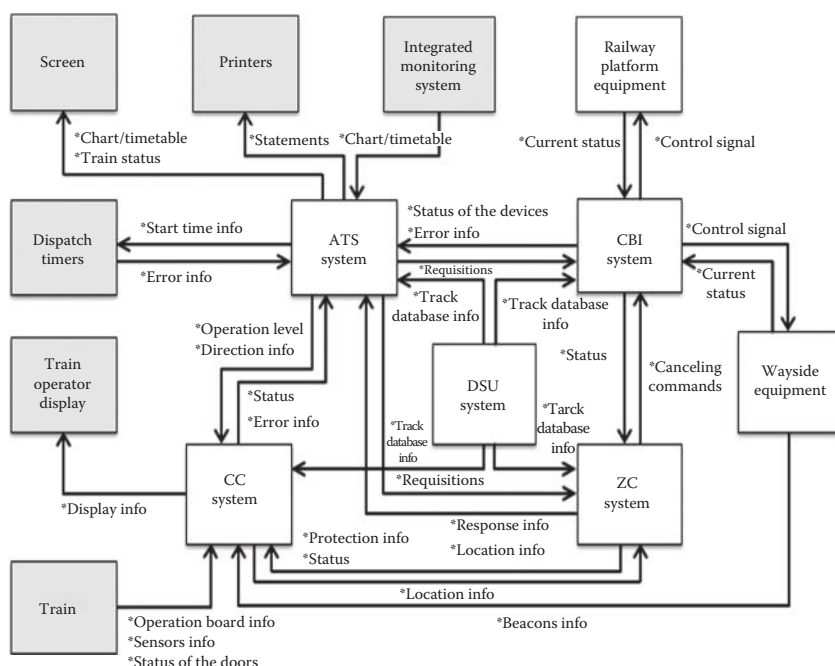 Screen
Printers
Integrated
monitoring
system
Railway
platform
equipment
*Chart/timetable
*Train status
*Statements
*Chart/timetable
*Current status
*Control signal
Dispatch
timers
*Start time info
*Error info
ATS
system
*Status of the devices
*Error info
*Requisitions
*Track
database info
CBI
system
*Control signal
*Current
status
*Track database
info
*Operation level
*Direction info
*Status
*Canceling
commands
Train
operator
display
*Status
*Error info
DSU
system
Wayside
equipment
*Track
database
info
*Tarck
database
info
CC
system
*Display info
*Requisitions
ZC
system
*Protection info
*Status
*Response info
*Location info
Train
*Location info
*Beacons info
*Operation board info
*Sensors info
*Status of the doors